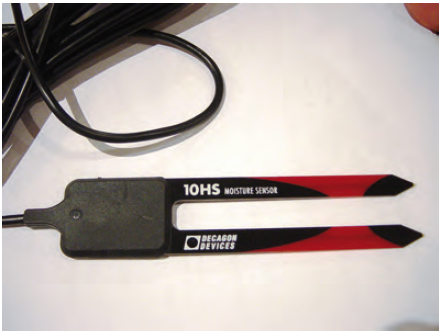 10HS MOISTURE SENSOR
DECAGON
DEVICES